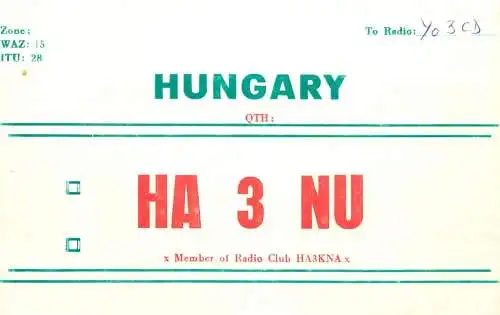 Zone:
WAZ: 15
ITU: 28
To Radio: YO3CD
HUNGARY
QTH:
HA 3 NU
x Member of Radio Club HA3KNA x